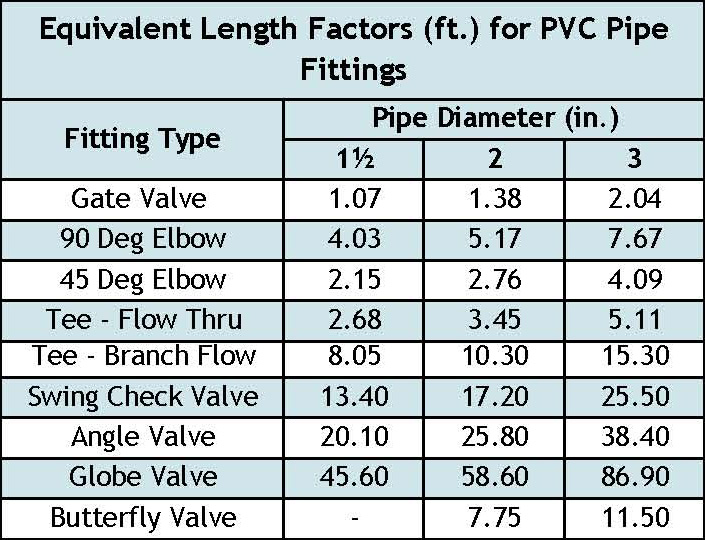 Equivalent Length Factors (ft.) for PVC Pipe
Fittings
Fitting Type
Pipe Diameter (in.)
1½ 2 3
Gate Valve 1.07 1.38 2.04
90 Deg Elbow 4.03 5.17 7.67
45 Deg Elbow 2.15 2.76 4.09
Tee - Flow Thru 2.68 3.45 5.11
Tee - Branch Flow 8.05 10.30 15.30
Swing Check Valve 13.40 17.20 25.50
Angle Valve 20.10 25.80 38.40
Globe Valve 45.60 58.60 86.90
Butterfly Valve - 7.75 11.50